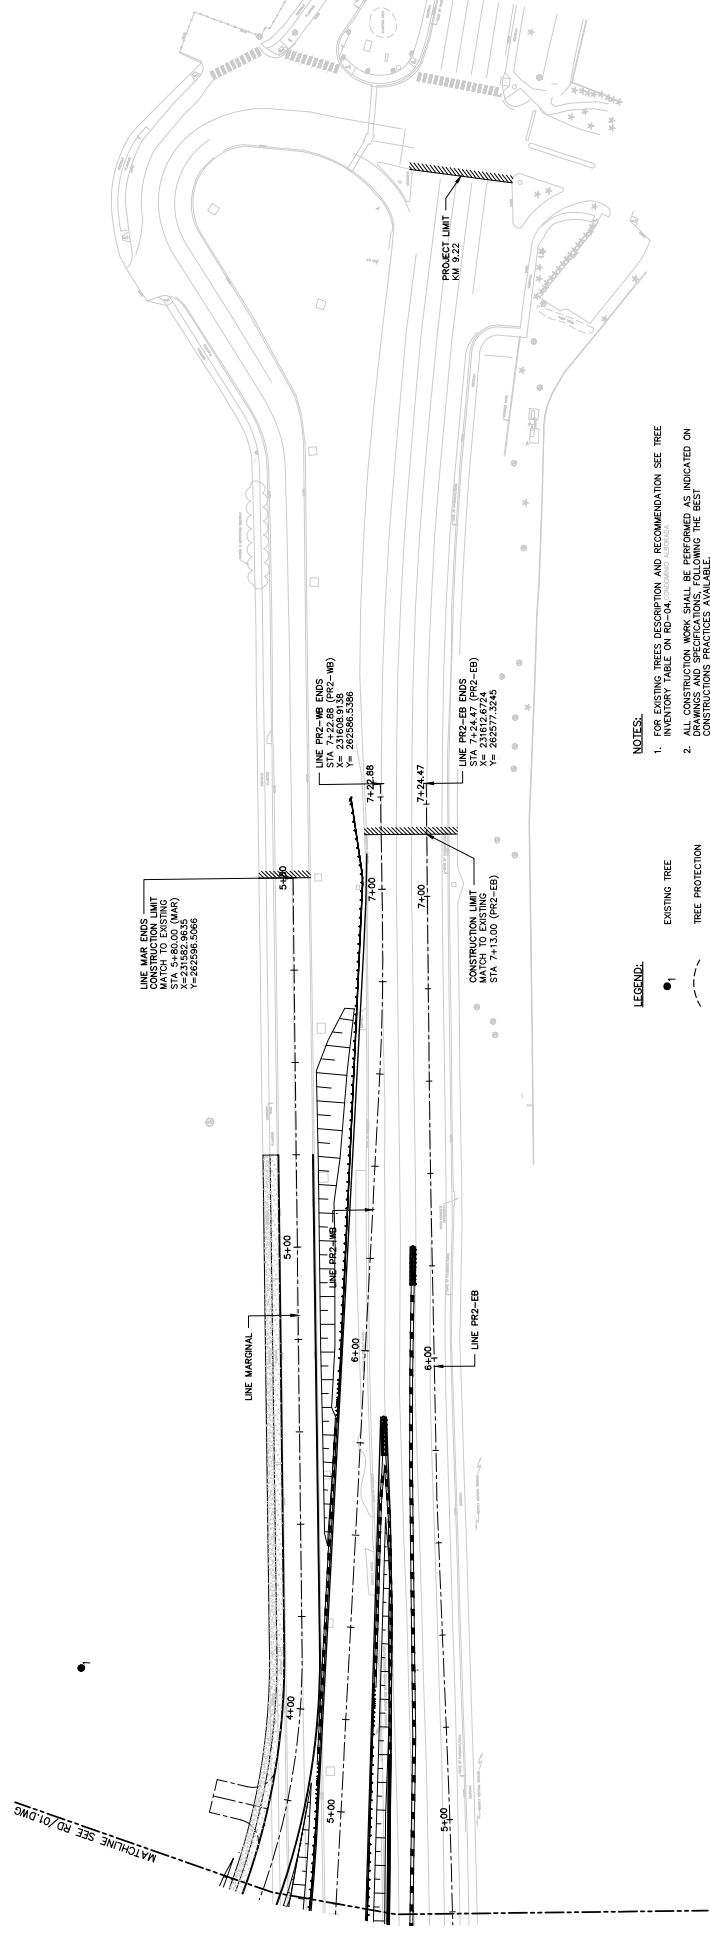 PROJECT LIMIT
KM 9.22
LINE PR2-WB ENDS
STA 7+22.88 (PR2-WB)
X= 231608.9138
Y= 262586.5386
LINE PR2-EB ENDS
STA 7+24.47 (PR2-EB)
X= 231612.6724
Y= 262577.3245
7+22.88
7+24.47
LINE MAR ENDS
CONSTRUCTION LIMIT
MATCH TO EXISTING
STA 5+80.00 (MAR)
X=231582.9635
Y=262596.5066
5+80
7+00
7+00
CONSTRUCTION LIMIT
MATCH TO EXISTING
STA 7+13.00 (PR2-EB)
LINE PR2-WB
5+00
LINE MARGINAL
6+00
6+00
LINE PR2-EB
4+00
5+00
5+00
1
MATCHLINE SEE RD/01.DWG
NOTES:
1. FOR EXISTING TREES DESCRIPTION AND RECOMMENDATION SEE TREE
INVENTORY TABLE ON RD-04.
CONDOMINIO ALBORADA
2. ALL CONSTRUCTION WORK SHALL BE PERFORMED AS INDICATED ON
DRAWINGS AND SPECIFICATIONS, FOLLOWING THE BEST
CONSTRUCTIONS PRACTICES AVAILABLE.
LEGEND:
1 EXISTING TREE
TREE PROTECTION